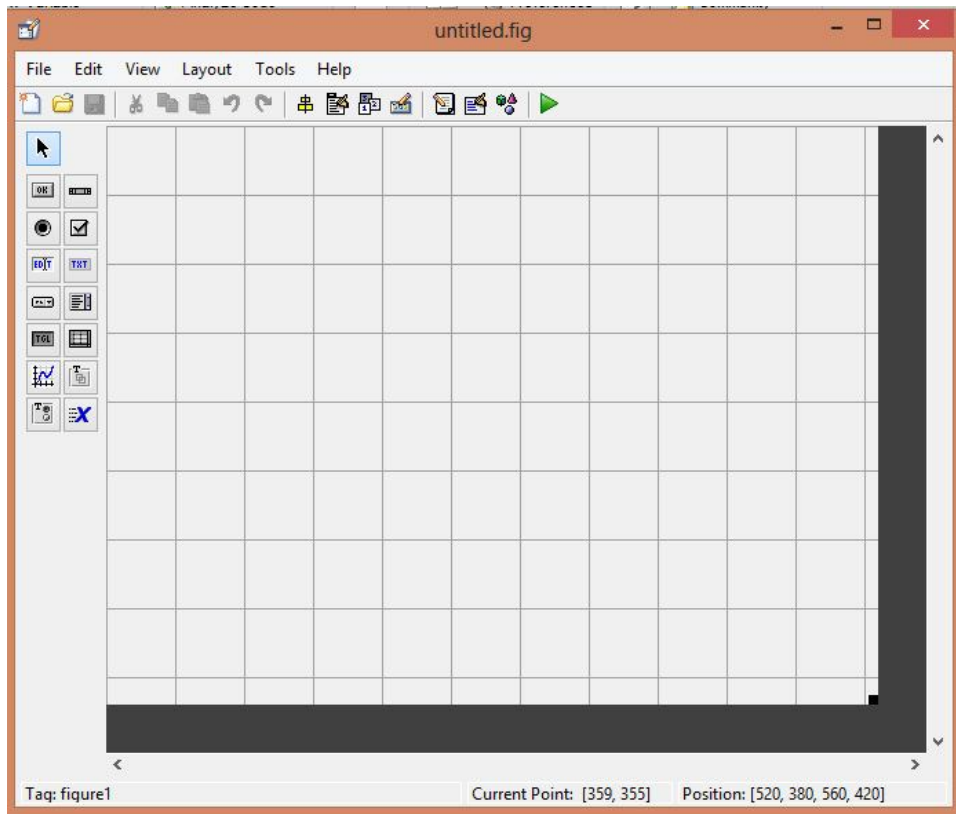 untitled.fig
File Edit View Layout Tools Help
OK
EDIT TXT
TGL
Tag: figure1 Current Point: [359, 355] Position: [520, 380, 560, 420]